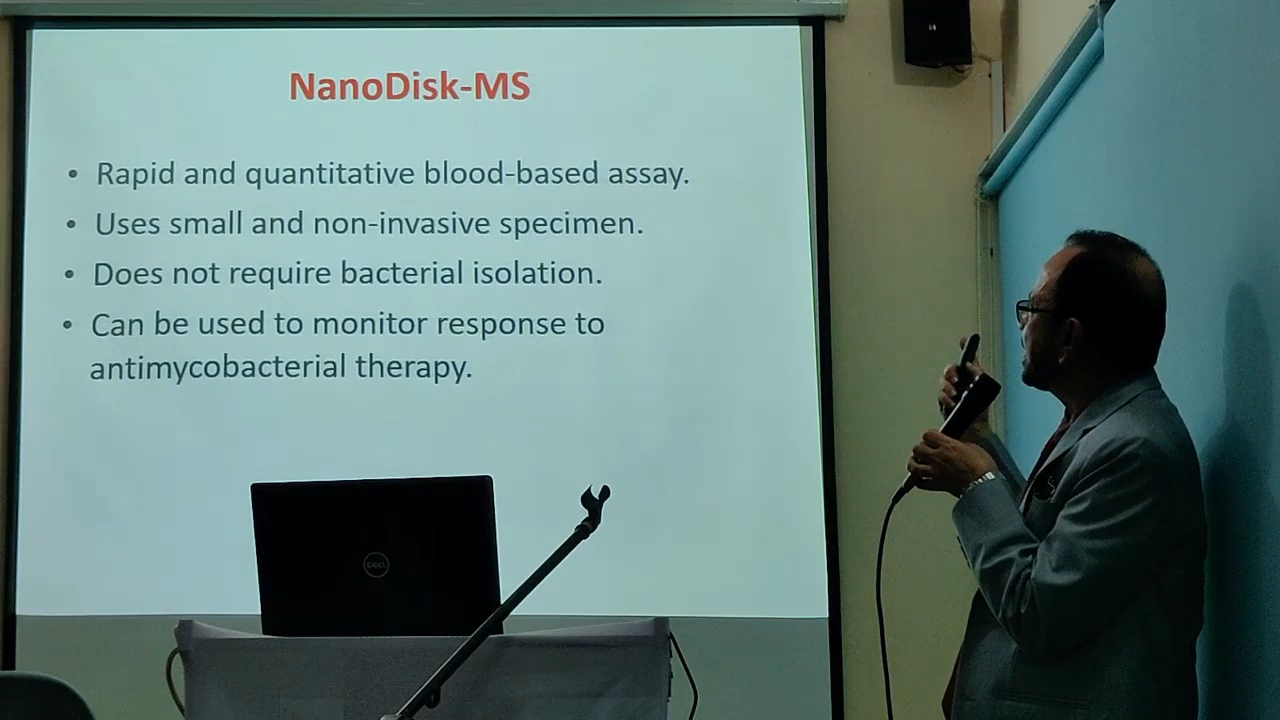 NanoDisk-MS
• Rapid and quantitative blood-based assay.
• Uses small and non-invasive specimen.
• Does not require bacterial isolation.
• Can be used to monitor response to
antimycobacterial therapy.
DELL